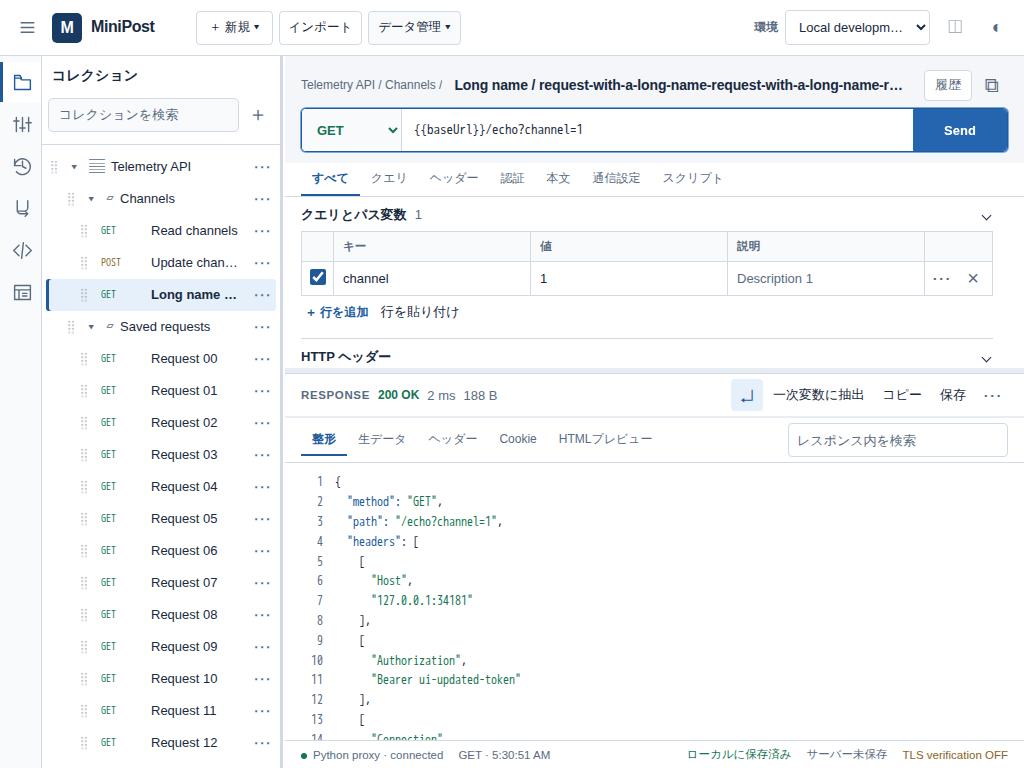 M MiniPost
＋ 新規 ▾
インポート
データ管理 ▾
環境
Local developm…
コレクション
コレクションを検索
Telemetry API
Channels
GET Read channels
POST Update chan…
GET Long name …
Saved requests
GET Request 00
GET Request 01
GET Request 02
GET Request 03
GET Request 04
GET Request 05
GET Request 06
GET Request 07
GET Request 08
GET Request 09
GET Request 10
GET Request 11
GET Request 12
Telemetry API / Channels / Long name / request-with-a-long-name-request-with-a-long-name-r…
履歴
GET {{baseUrl}}/echo?channel=1 Send
すべて クエリ ヘッダー 認証 本文 通信設定 スクリプト
クエリとパス変数 1
キー 値 説明
channel 1 Description 1
+ 行を追加 行を貼り付け
HTTP ヘッダー
RESPONSE 200 OK 2 ms 188 B
一次変数に抽出 コピー 保存
整形 生データ ヘッダー Cookie HTMLプレビュー
レスポンス内を検索
1 {
2 "method": "GET",
3 "path": "/echo?channel=1",
4 "headers": [
5 [
6 "Host",
7 "127.0.0.1:34181"
8 ],
9 [
10 "Authorization",
11 "Bearer ui-updated-token"
12 ],
13 [
14 "Connection",
Python proxy · connected GET · 5:30:51 AM
ローカルに保存済み サーバー未保存 TLS verification OFF